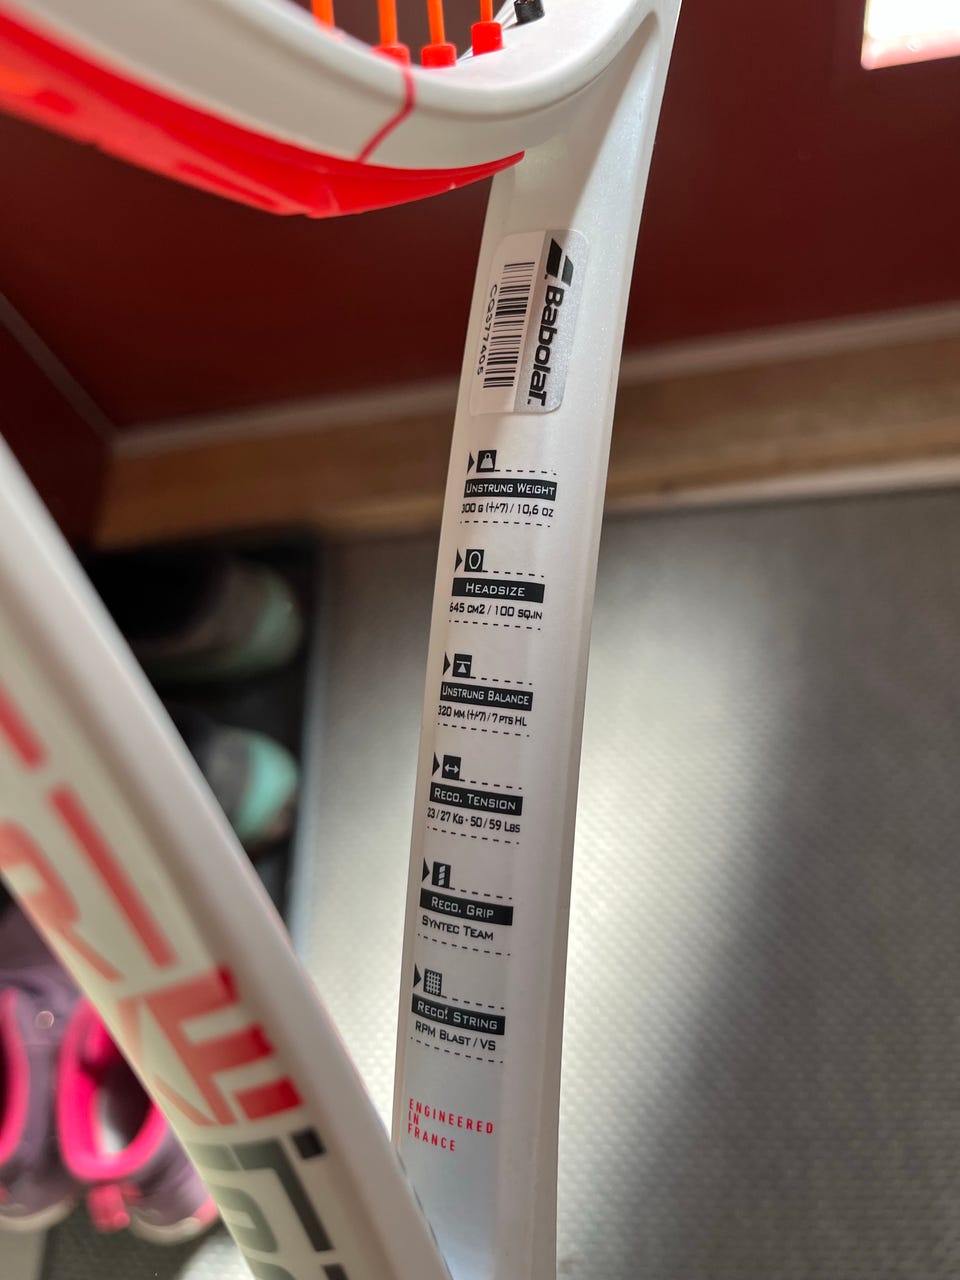 Babolat
UNSTRUNG WEIGHT
300 G (+/-7) / 10,6 OZ
HEADSIZE
645 CM2 / 100 SQ.IN
UNSTRUNG BALANCE
320 MM (+/-7) / 7 PTS HL
RECO. TENSION
23 / 27 KG - 50 / 59 LBS
RECO. GRIP
SYNTEC TEAM
RECO. STRING
RPM BLAST / VS
ENGINEERED
IN
FRANCE